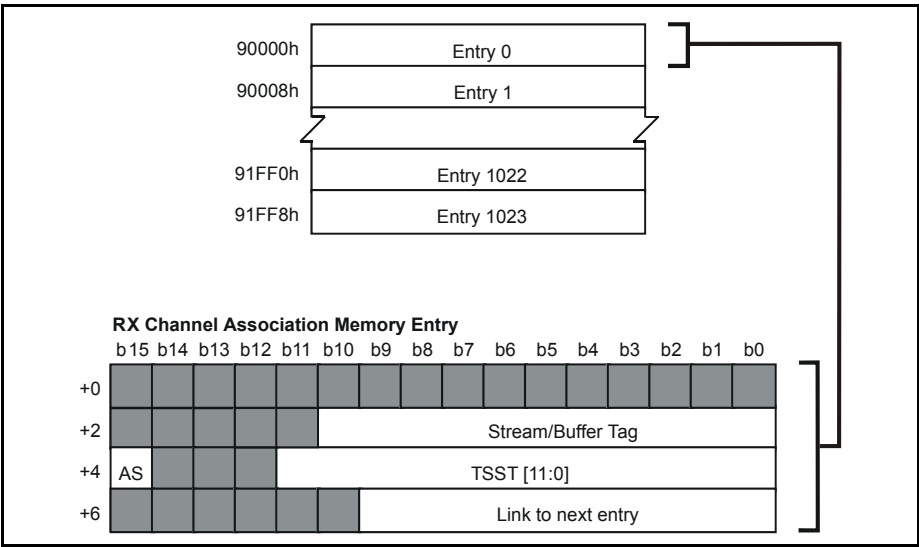 90000h Entry 0
90008h Entry 1
91FF0h Entry 1022
91FF8h Entry 1023
RX Channel Association Memory Entry
b15 b14 b13 b12 b11 b10 b9 b8 b7 b6 b5 b4 b3 b2 b1 b0
+0
+2 Stream/Buffer Tag
+4 AS TSST [11:0]
+6 Link to next entry